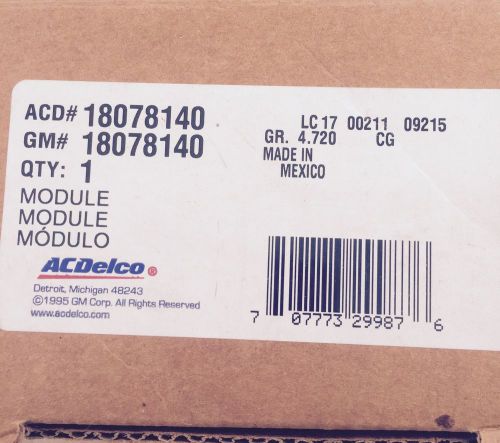 ACD# 18078140
GM# 18078140
QTY: 1
MODULE
MODULE
MÓDULO
ACDelco®
Detroit, Michigan 48243
©1995 GM Corp. All Rights Reserved
www.acdelco.com
LC 17 00211 09215
GR. 4.720 CG
MADE IN
MEXICO
7 07773 29987 6